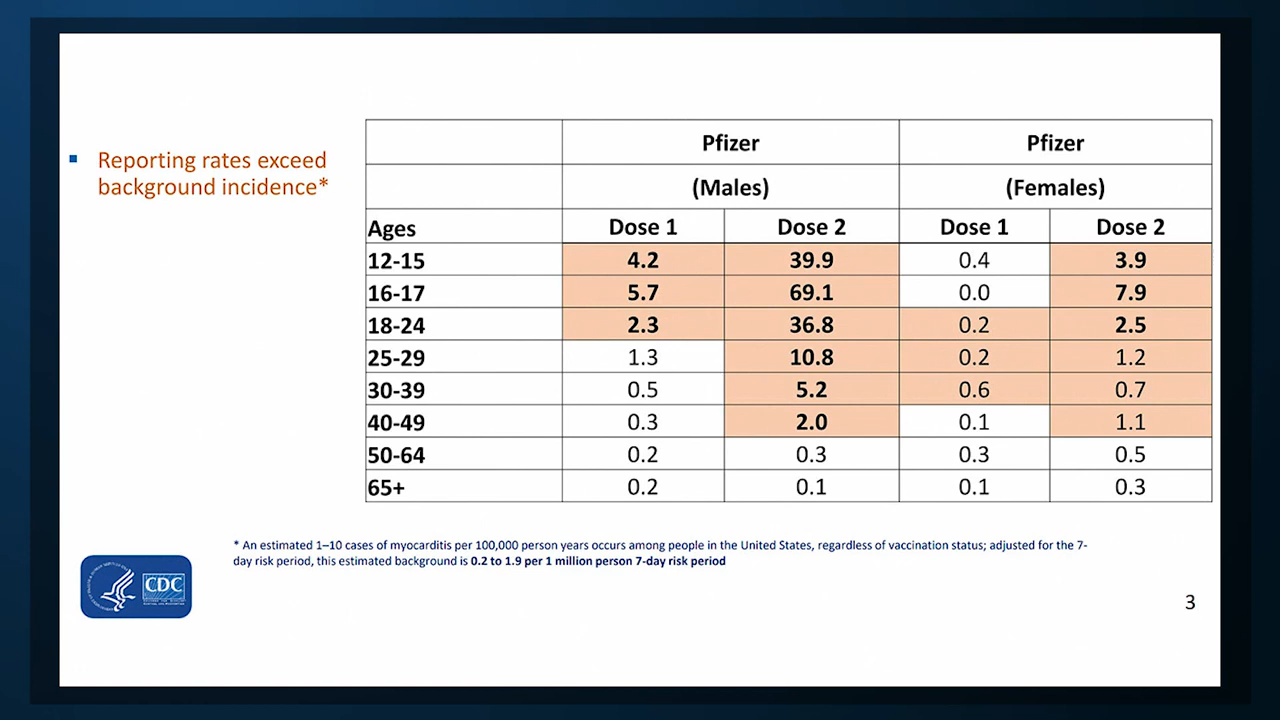 Reporting rates exceed
background incidence*
Pfizer Pfizer
(Males) (Females)
Ages Dose 1 Dose 2 Dose 1 Dose 2
12-15 4.2 39.9 0.4 3.9
16-17 5.7 69.1 0.0 7.9
18-24 2.3 36.8 0.2 2.5
25-29 1.3 10.8 0.2 1.2
30-39 0.5 5.2 0.6 0.7
40-49 0.3 2.0 0.1 1.1
50-64 0.2 0.3 0.3 0.5
65+ 0.2 0.1 0.1 0.3
* An estimated 1–10 cases of myocarditis per 100,000 person years occurs among people in the United States, regardless of vaccination status; adjusted for the 7-
day risk period, this estimated background is 0.2 to 1.9 per 1 million person 7-day risk period
CDC
3